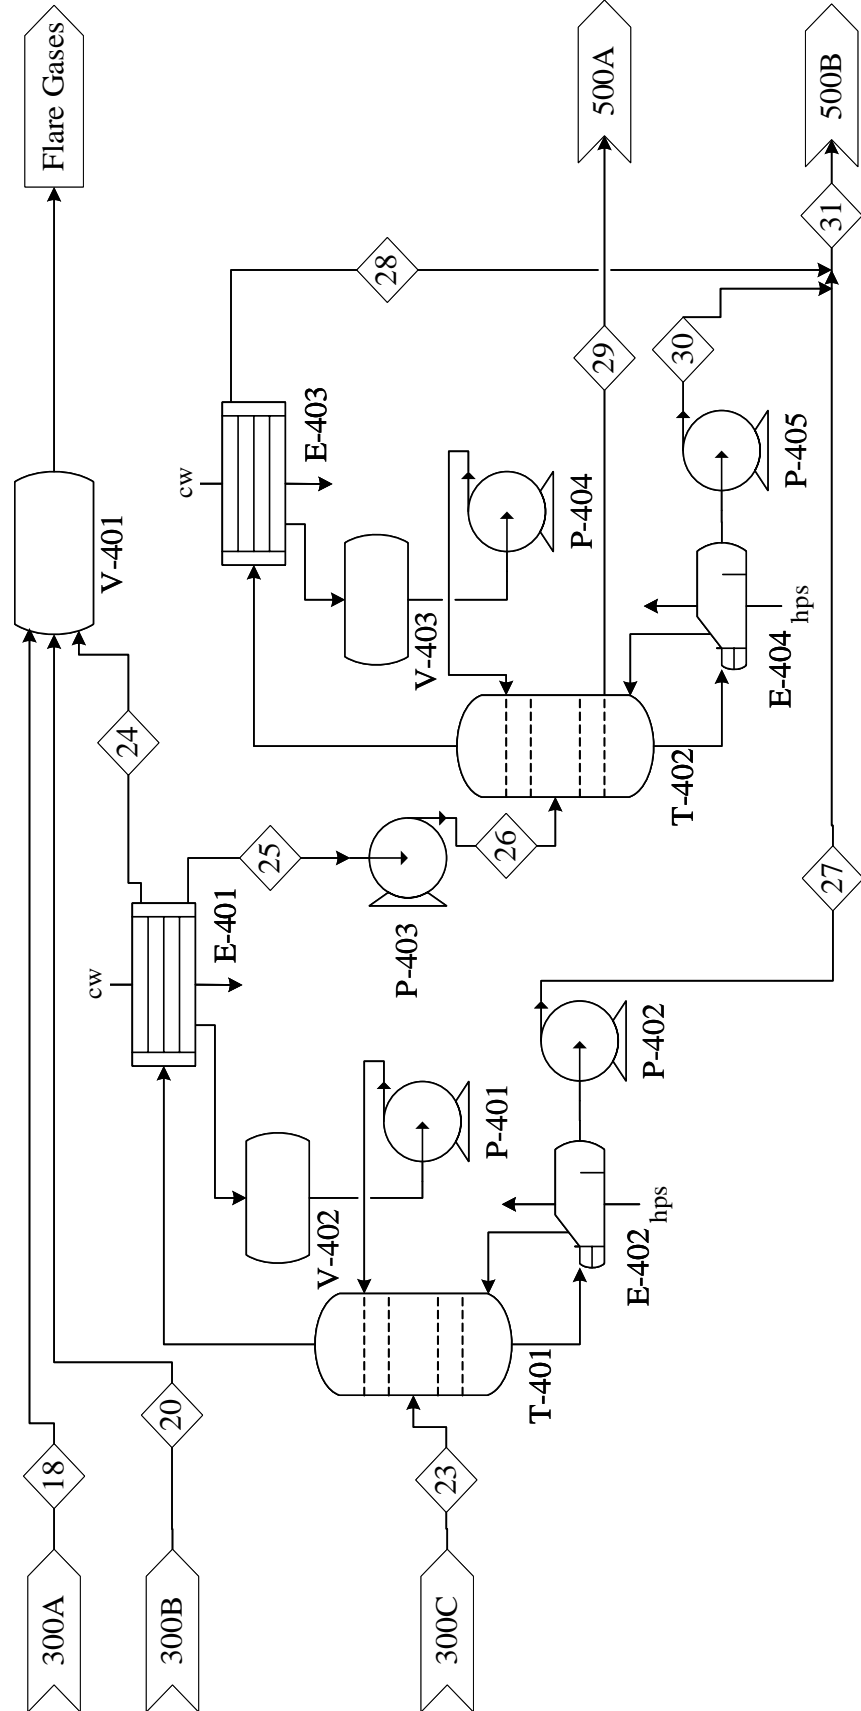 300A
18
V-401
Flare Gases
300B
20
24
cw
E-401
cw
E-403
28
V-402
25
V-403
P-401
P-403
26
P-404
300C
23
T-401
29
500A
E-402
hps
P-402
T-402
E-404
hps
P-405
30
27
31
500B